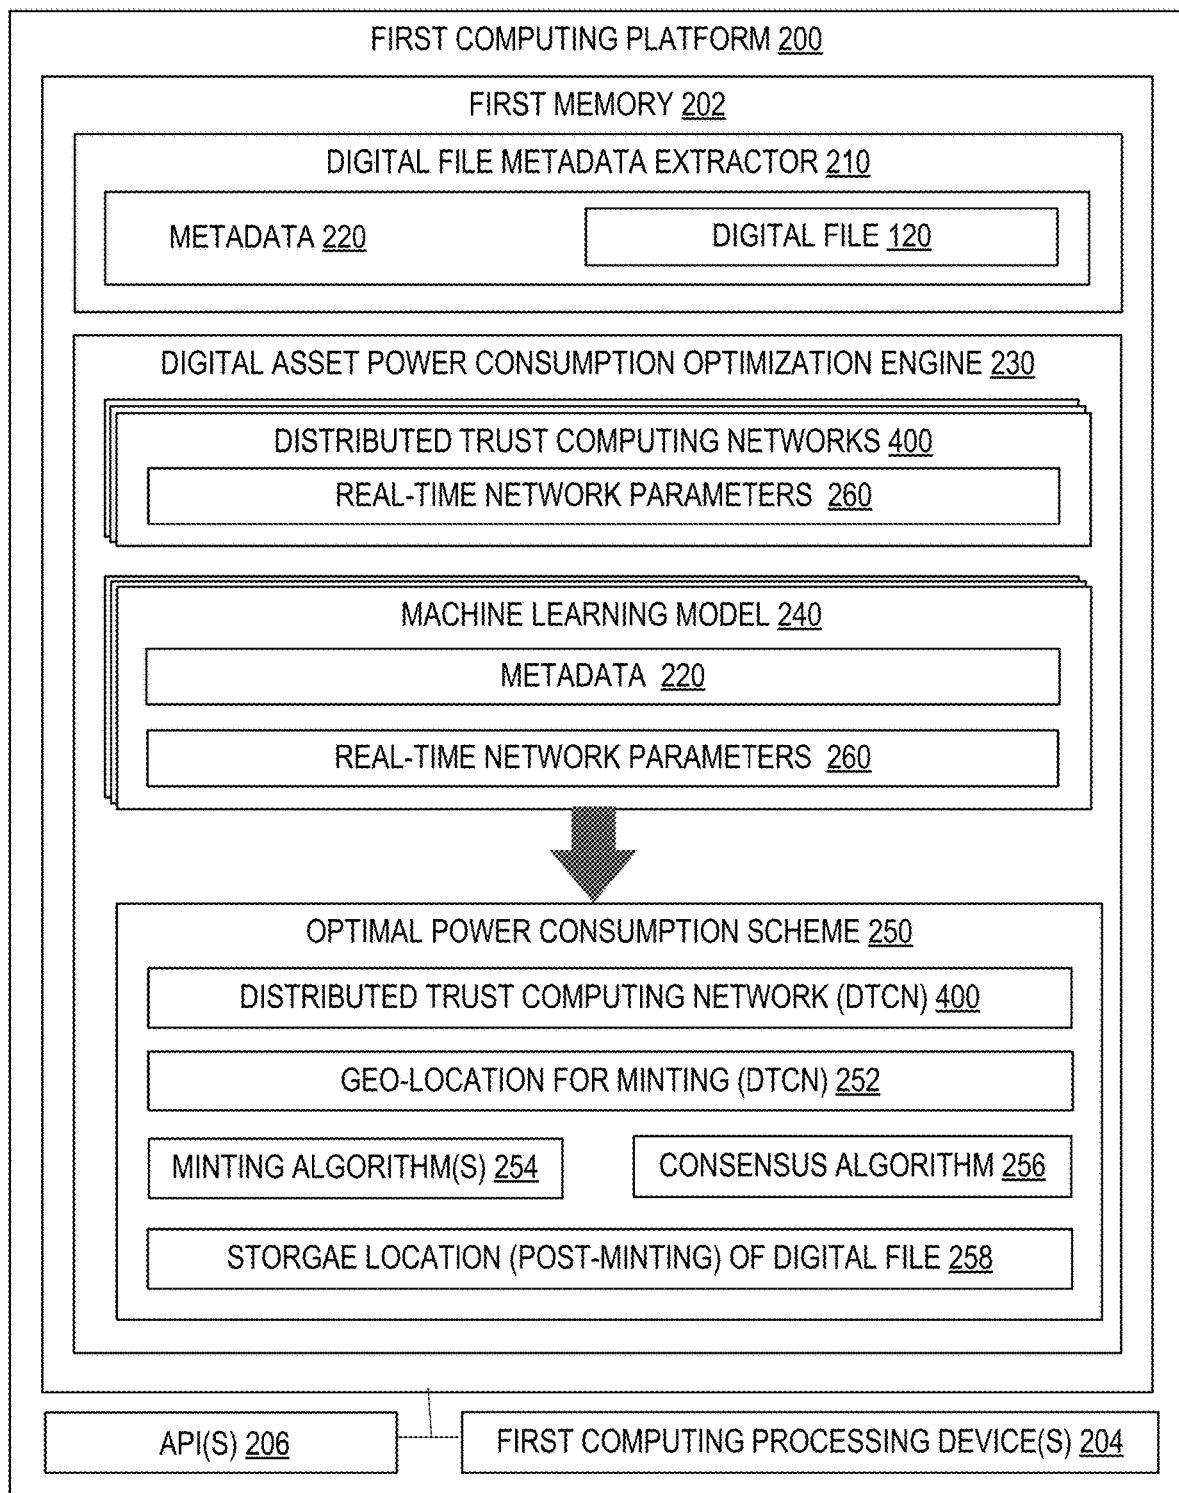 FIRST COMPUTING PLATFORM 200
FIRST MEMORY 202
DIGITAL FILE METADATA EXTRACTOR 210
METADATA 220
DIGITAL FILE 120
DIGITAL ASSET POWER CONSUMPTION OPTIMIZATION ENGINE 230
DISTRIBUTED TRUST COMPUTING NETWORKS 400
REAL-TIME NETWORK PARAMETERS 260
MACHINE LEARNING MODEL 240
METADATA 220
REAL-TIME NETWORK PARAMETERS 260
OPTIMAL POWER CONSUMPTION SCHEME 250
DISTRIBUTED TRUST COMPUTING NETWORK (DTCN) 400
GEO-LOCATION FOR MINTING (DTCN) 252
MINTING ALGORITHM(S) 254
CONSENSUS ALGORITHM 256
STORGAE LOCATION (POST-MINTING) OF DIGITAL FILE 258
API(S) 206
FIRST COMPUTING PROCESSING DEVICE(S) 204